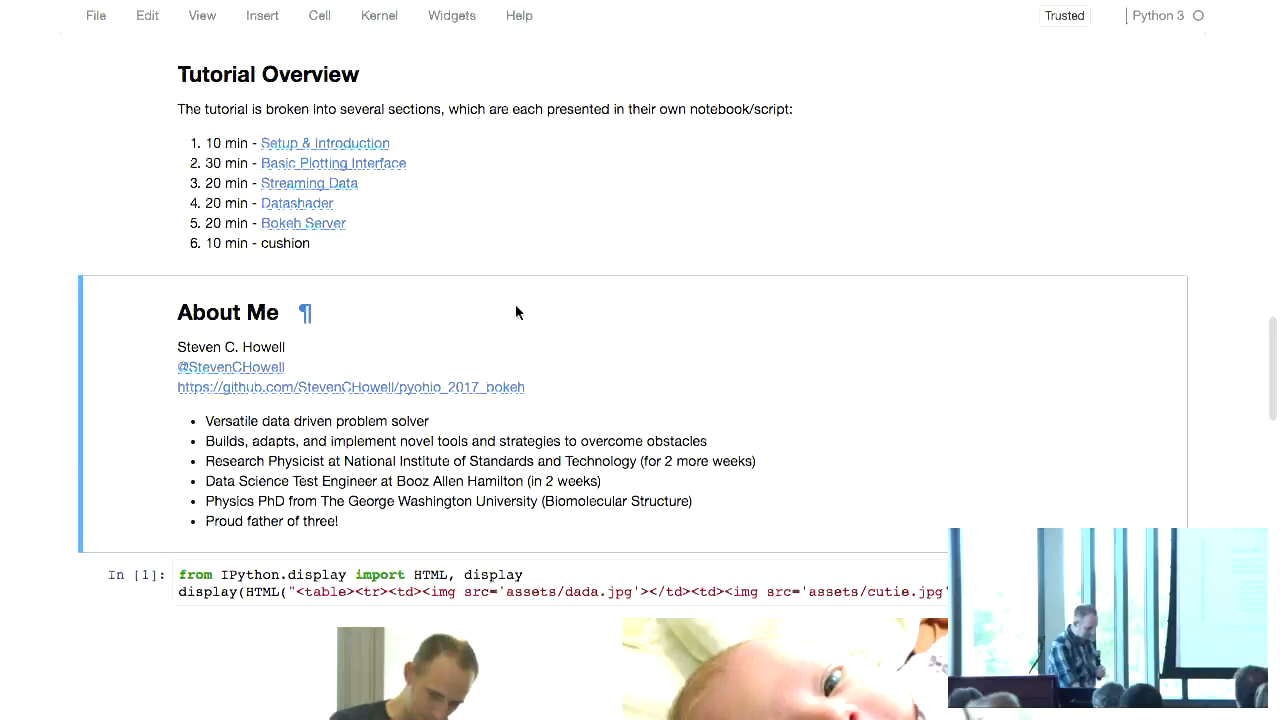 File Edit View Insert Cell Kernel Widgets Help Trusted Python 3
Tutorial Overview
The tutorial is broken into several sections, which are each presented in their own notebook/script:
1. 10 min - Setup & Introduction
2. 30 min - Basic Plotting Interface
3. 20 min - Streaming Data
4. 20 min - Datashader
5. 20 min - Bokeh Server
6. 10 min - cushion
About Me ¶
Steven C. Howell
@StevenCHowell
https://github.com/StevenCHowell/pyohio_2017_bokeh
• Versatile data driven problem solver
• Builds, adapts, and implement novel tools and strategies to overcome obstacles
• Research Physicist at National Institute of Standards and Technology (for 2 more weeks)
• Data Science Test Engineer at Booz Allen Hamilton (in 2 weeks)
• Physics PhD from The George Washington University (Biomolecular Structure)
• Proud father of three!
In [1]: from IPython.display import HTML, display
display(HTML("<table><tr><td><img src='assets/dada.jpg'></td><td><img src='assets/cutie.jpg'